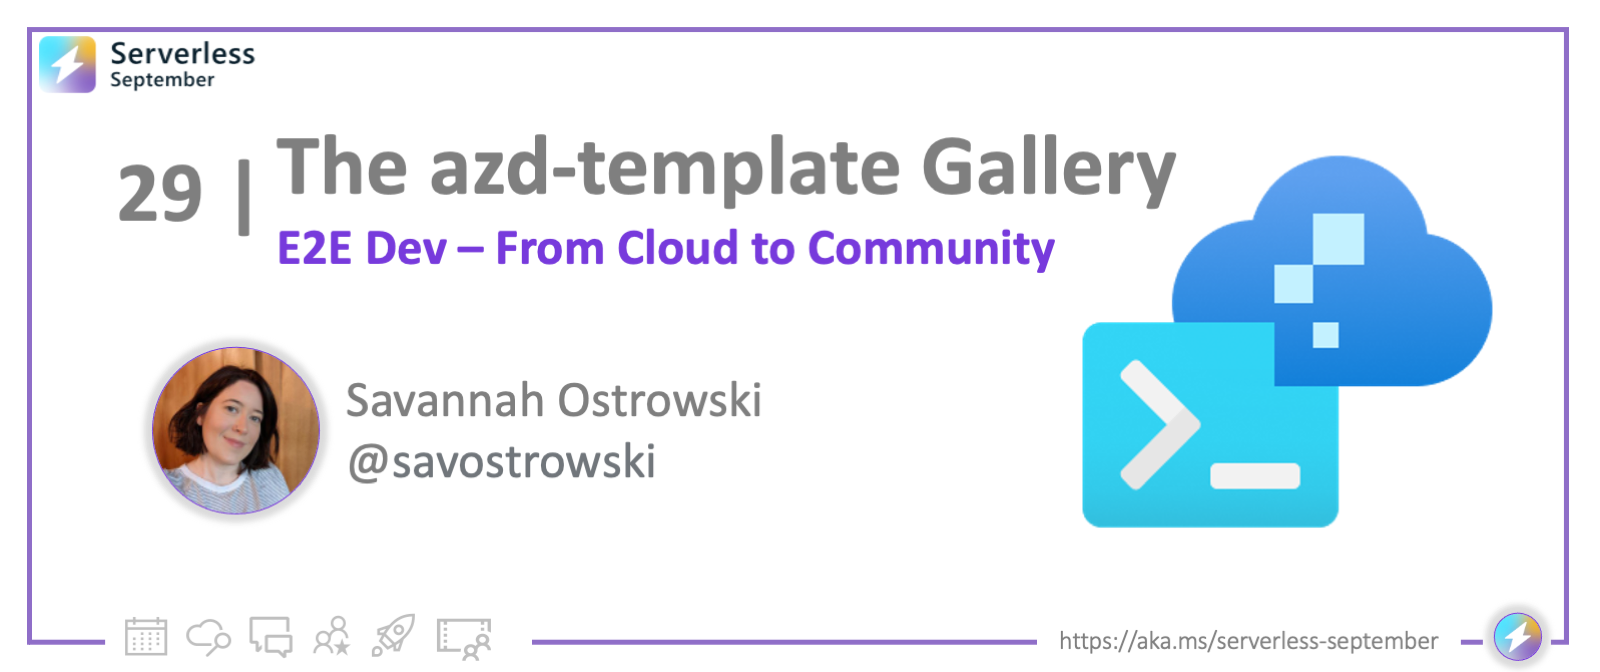 Serverless
September
29 | The azd-template Gallery
E2E Dev – From Cloud to Community
Savannah Ostrowski
@savostrowski
https://aka.ms/serverless-september